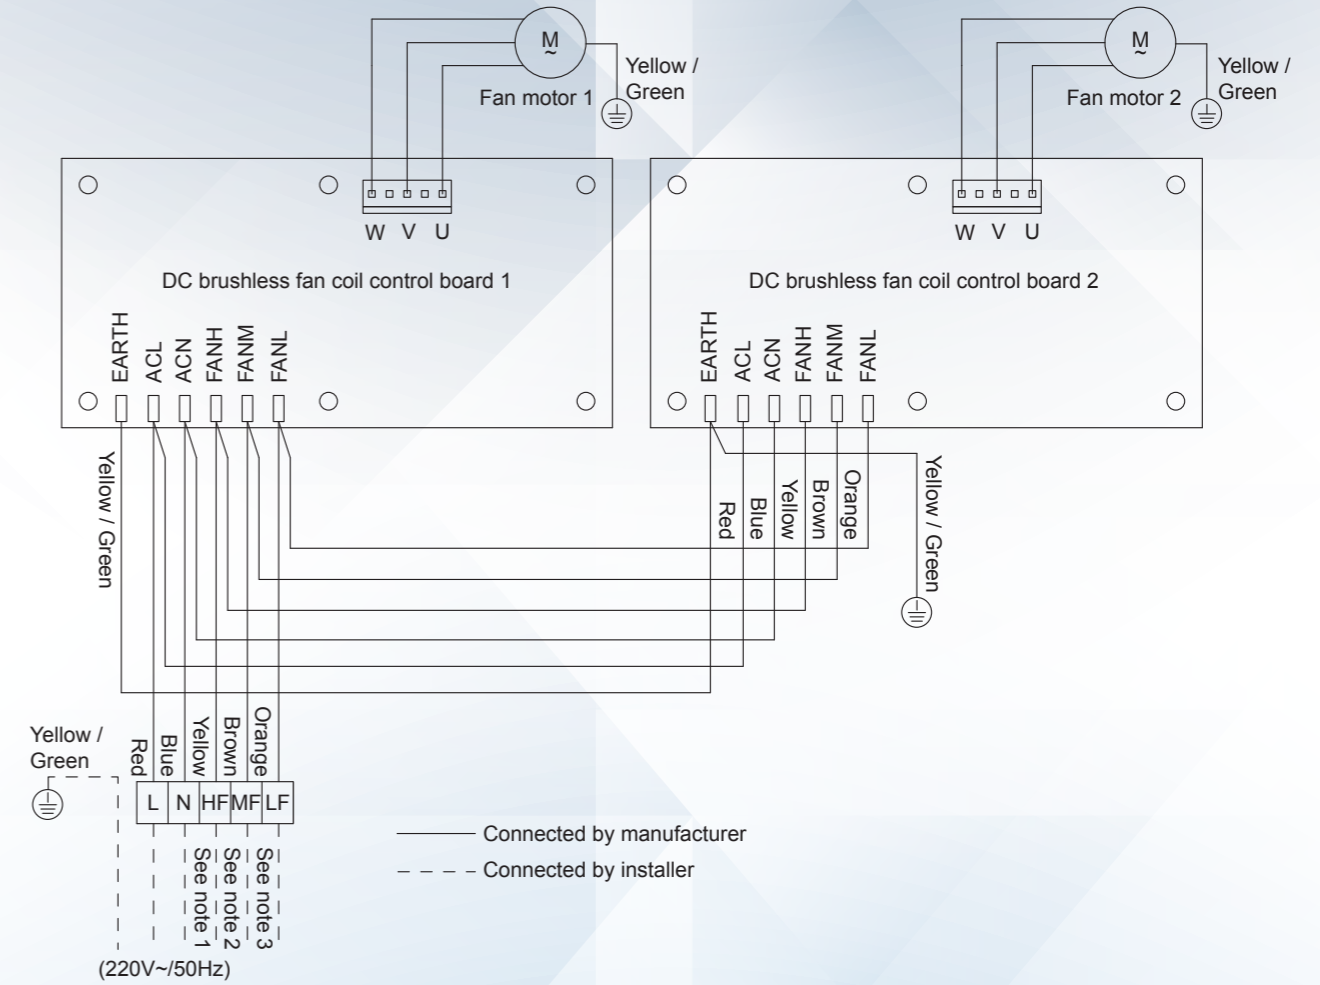 M
~
Yellow /
Green
Fan motor 1
M
~
Yellow /
Green
Fan motor 2
W V U
DC brushless fan coil control board 1
EARTH
ACL
ACN
FANH
FANM
FANL
W V U
DC brushless fan coil control board 2
EARTH
ACL
ACN
FANH
FANM
FANL
Yellow / Green
Red
Blue
Yellow
Brown
Orange
Yellow / Green
Yellow /
Green
Red
Blue
Yellow
Brown
Orange
L N HF MF LF
See note 1
See note 2
See note 3
(220V~/50Hz)
Connected by manufacturer
Connected by installer